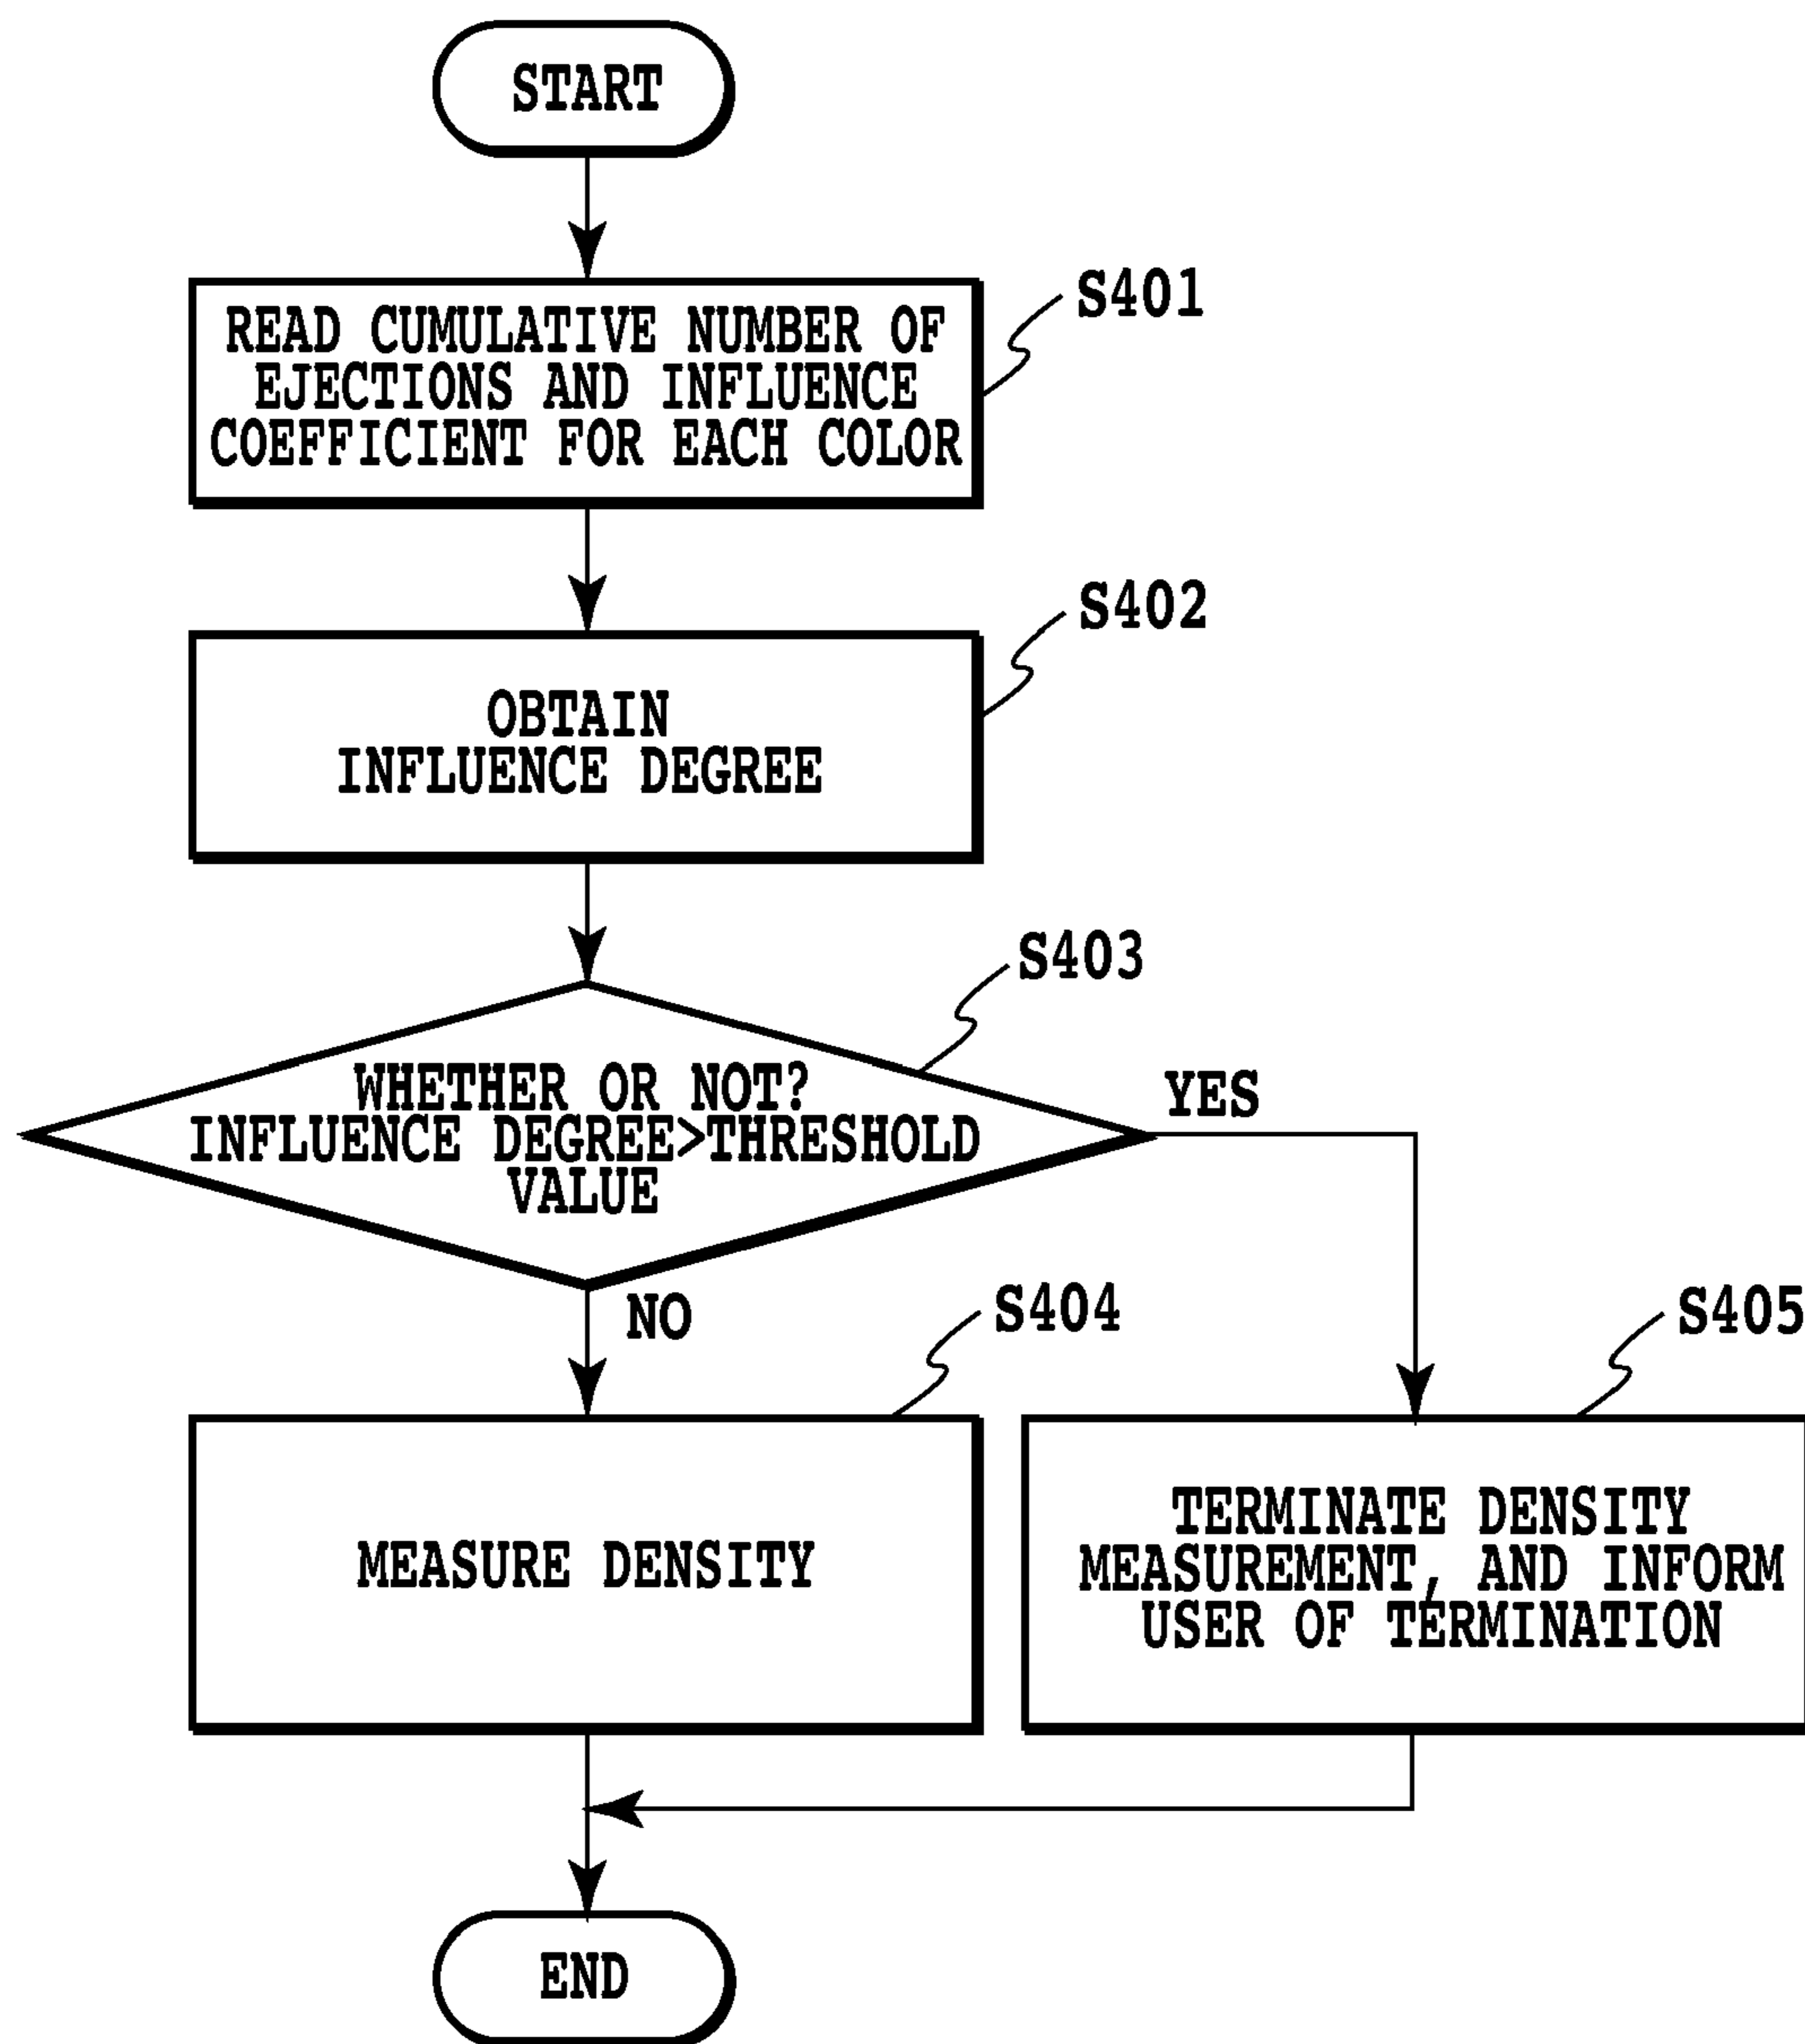 START
S401
READ CUMULATIVE NUMBER OF
EJECTIONS AND INFLUENCE
COEFFICIENT FOR EACH COLOR
S402
OBTAIN
INFLUENCE DEGREE
S403
WHETHER OR NOT?
INFLUENCE DEGREE>THRESHOLD
VALUE
YES
NO
S404
S405
MEASURE DENSITY
TERMINATE DENSITY
MEASUREMENT, AND INFORM
USER OF TERMINATION
END